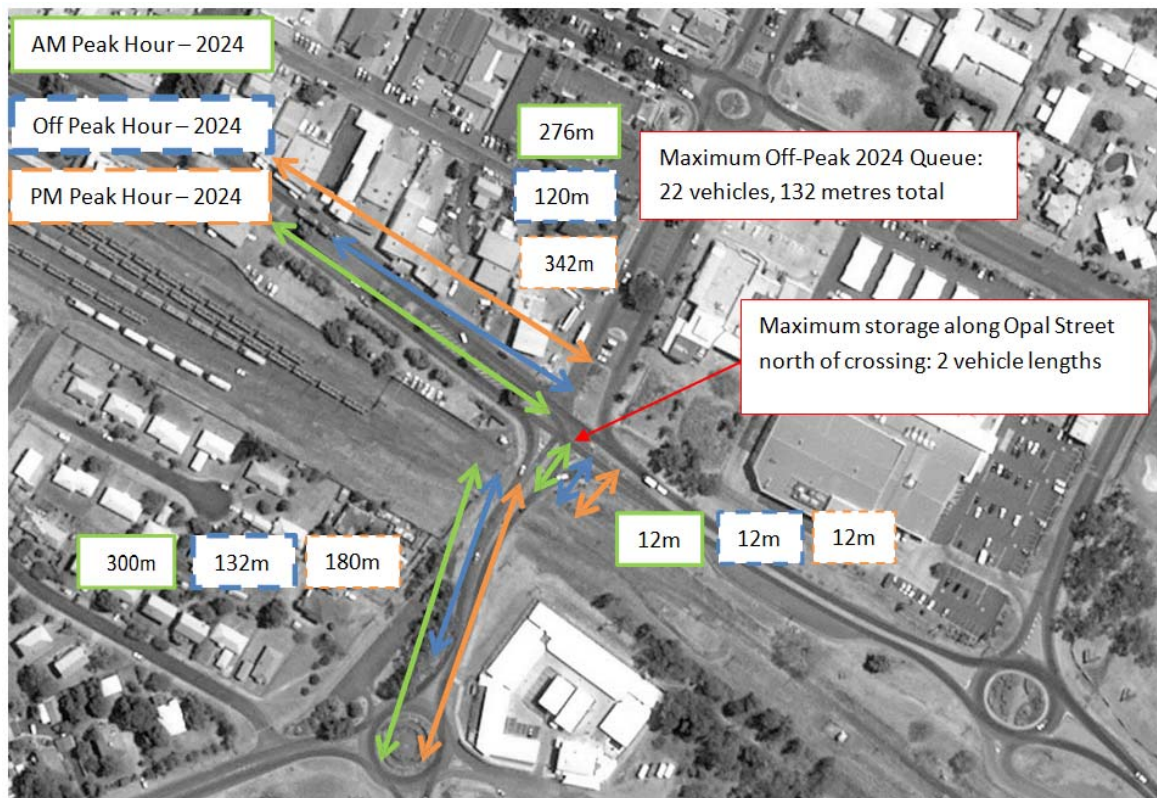 AM Peak Hour – 2024
Off Peak Hour – 2024
PM Peak Hour – 2024
276m
120m
342m
Maximum Off-Peak 2024 Queue:
22 vehicles, 132 metres total
Maximum storage along Opal Street
north of crossing: 2 vehicle lengths
300m
132m
180m
12m
12m
12m